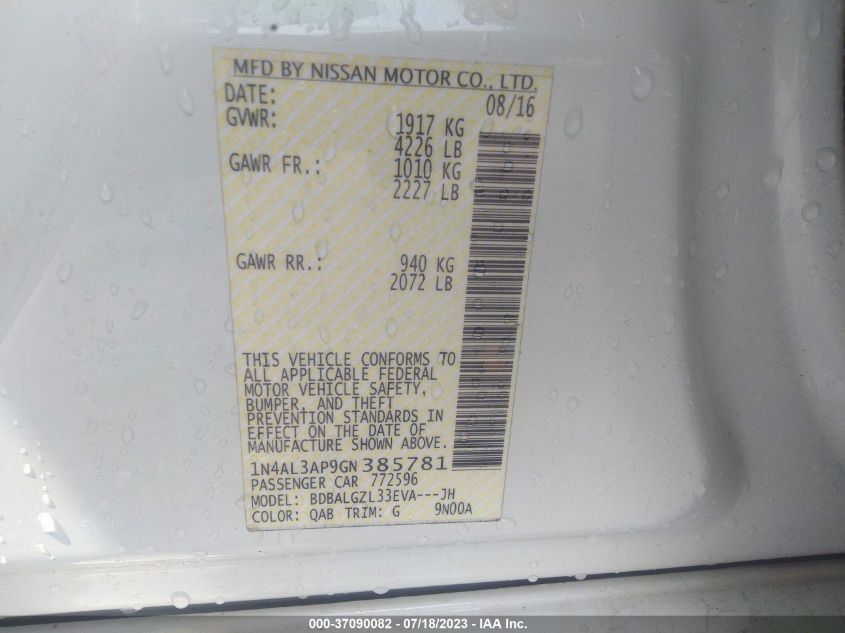 MFD BY NISSAN MOTOR CO., LTD.
DATE: 08/16
GVWR: 1917 KG
4226 LB
GAWR FR.: 1010 KG
2227 LB
GAWR RR.: 940 KG
2072 LB
THIS VEHICLE CONFORMS TO
ALL APPLICABLE FEDERAL
MOTOR VEHICLE SAFETY,
BUMPER, AND THEFT
PREVENTION STANDARDS IN
EFFECT ON THE DATE OF
MANUFACTURE SHOWN ABOVE.
1N4AL3AP9GN 385781
PASSENGER CAR 772596
MODEL: BDBALGZL33EVA---JH
COLOR: QAB TRIM: G 9N00A
000-37090082 - 07/18/2023 - IAA Inc.